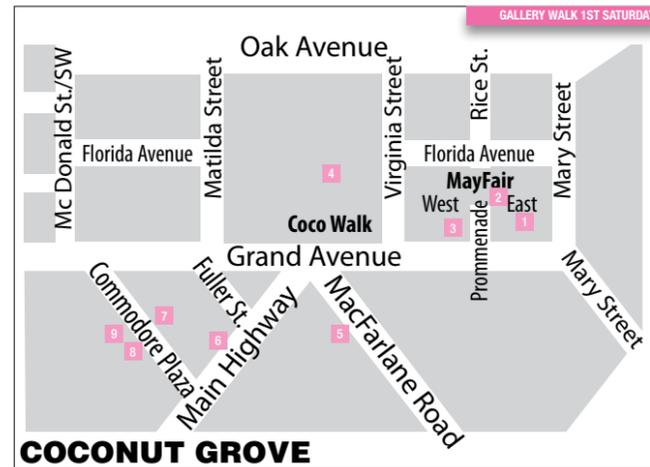 GALLERY WALK 1ST SATURDA
Oak Avenue
Mc Donald St./SW
Matilda Street
Virginia Street
Rice St.
Mary Street
Florida Avenue
Florida Avenue
MayFair
West
East
Prommenade
4
2
3
1
Coco Walk
Grand Avenue
Commodore Plaza
Fuller St.
Main Highway
MacFarlane Road
Mary Street
7
9
8
6
5
COCONUT GROVE